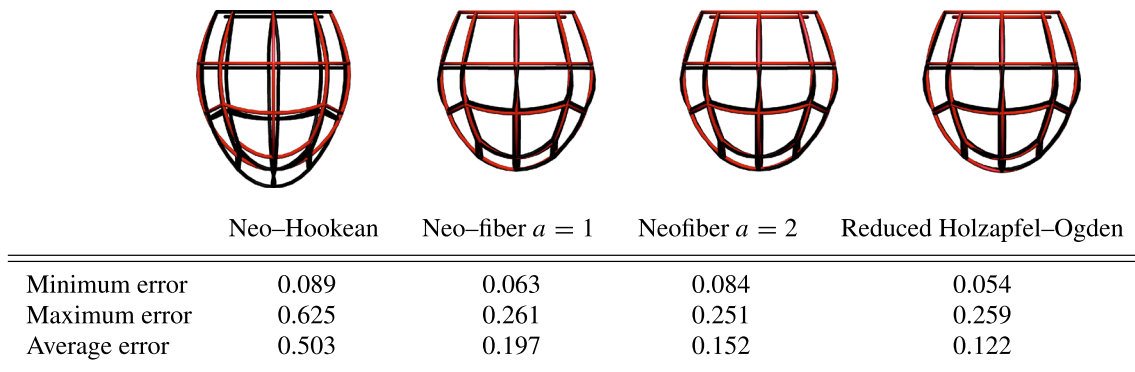 Neo–Hookean Neo–fiber a = 1 Neofiber a = 2 Reduced Holzapfel–Ogden
Minimum error 0.089 0.063 0.084 0.054
Maximum error 0.625 0.261 0.251 0.259
Average error 0.503 0.197 0.152 0.122